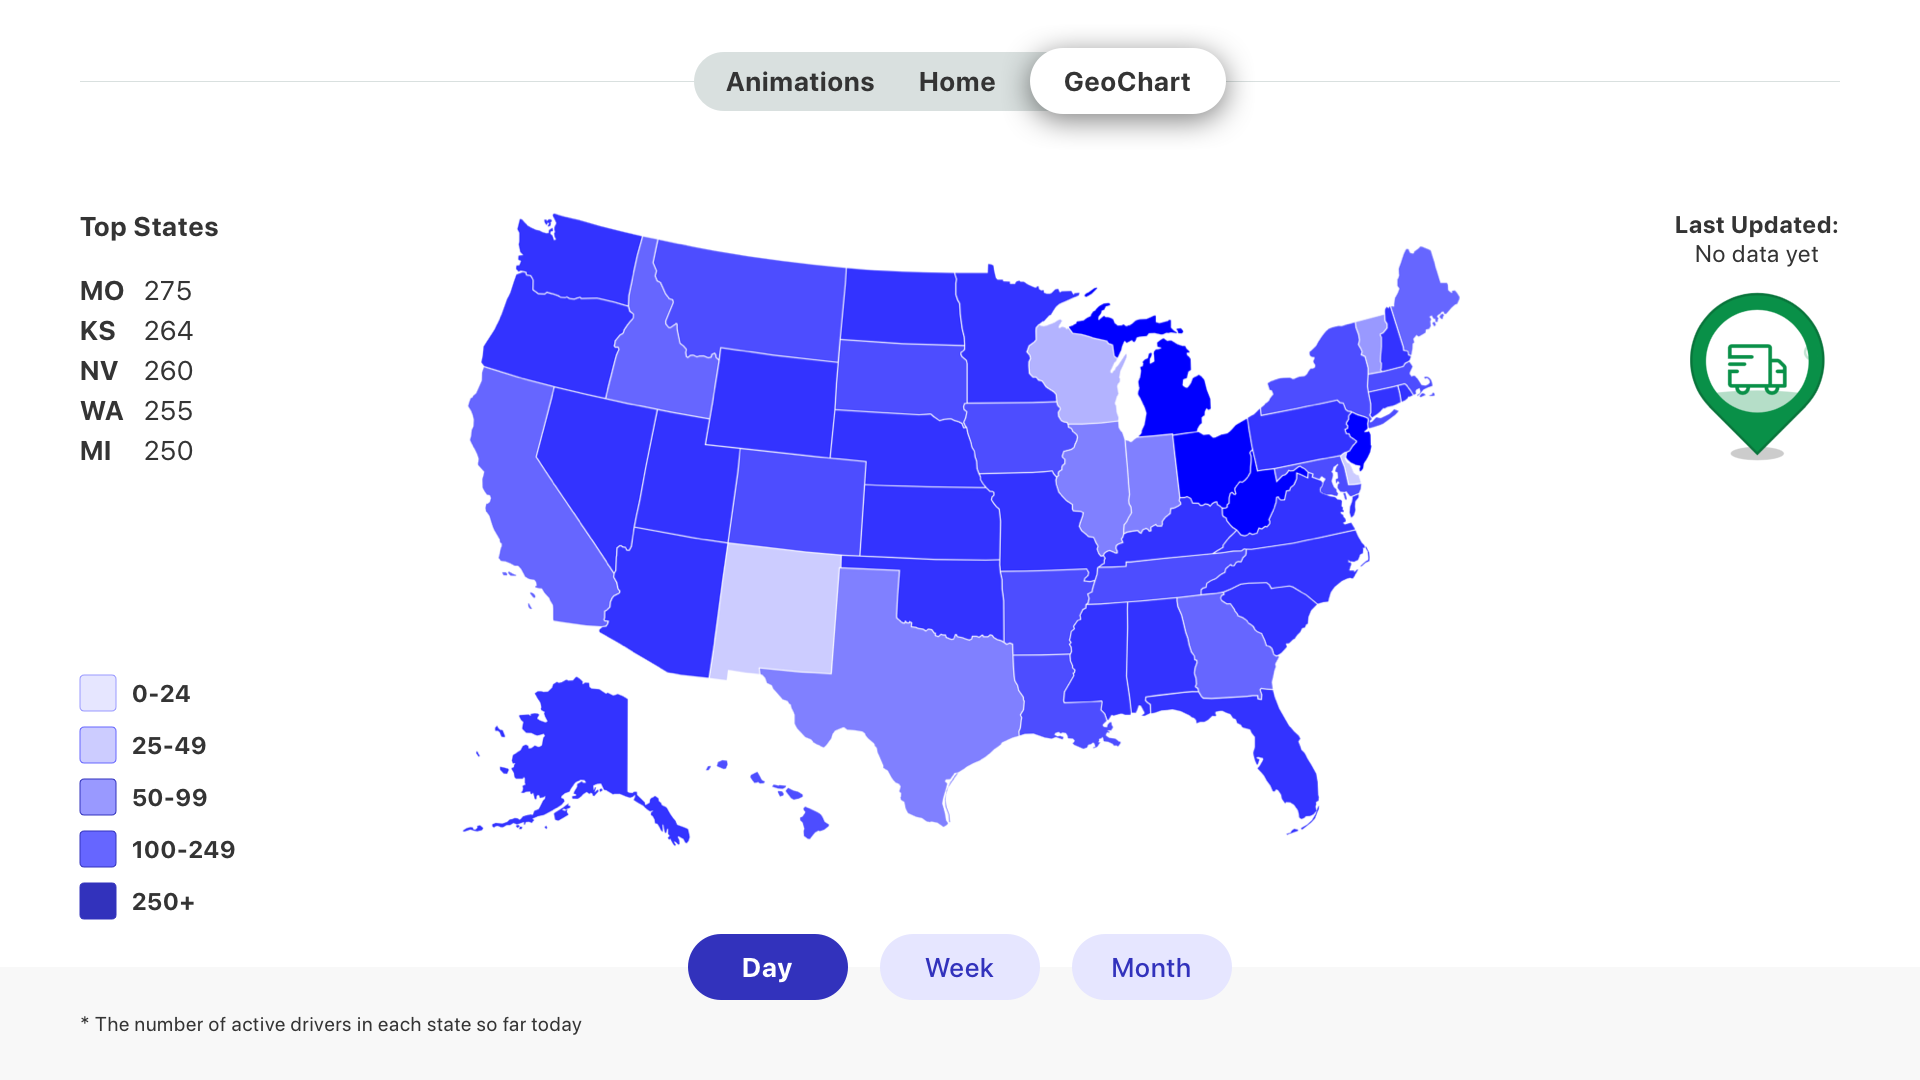 Animations Home GeoChart
Top States
MO 275
KS 264
NV 260
WA 255
MI 250
Last Updated:
No data yet
0-24
25-49
50-99
100-249
250+
Day Week Month
* The number of active drivers in each state so far today